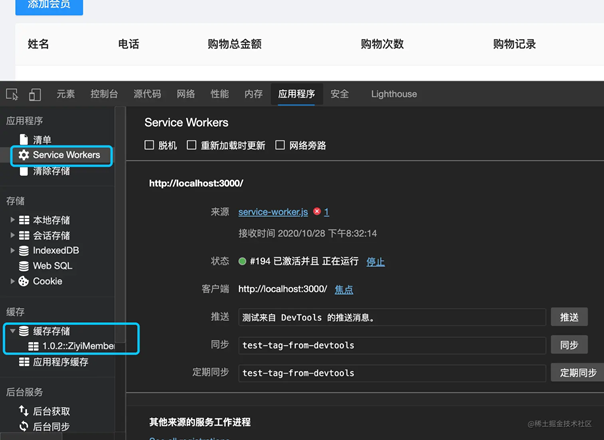 添加会员
姓名 电话 购物总金额 购物次数 购物记录
元素 控制台 源代码 网络 性能 内存 应用程序 安全 Lighthouse
应用程序
清单
Service Workers
清除存储
存储
本地存储
会话存储
IndexedDB
Web SQL
Cookie
缓存
缓存存储
1.0.2::ZiyiMember
应用程序缓存
后台服务
后台获取
后台同步
Service Workers
脱机 重新加载时更新 网络旁路
http://localhost:3000/
来源 service-worker.js 1
接收时间 2020/10/28 下午8:32:14
状态 #194 已激活并且 正在运行 停止
客户端 http://localhost:3000/ 焦点
推送 测试来自 DevTools 的推送消息。 推送
同步 test-tag-from-devtools 同步
定期同步 test-tag-from-devtools 定期同步
其他来源的服务工作进程
See all registrations
@稀土掘金技术社区